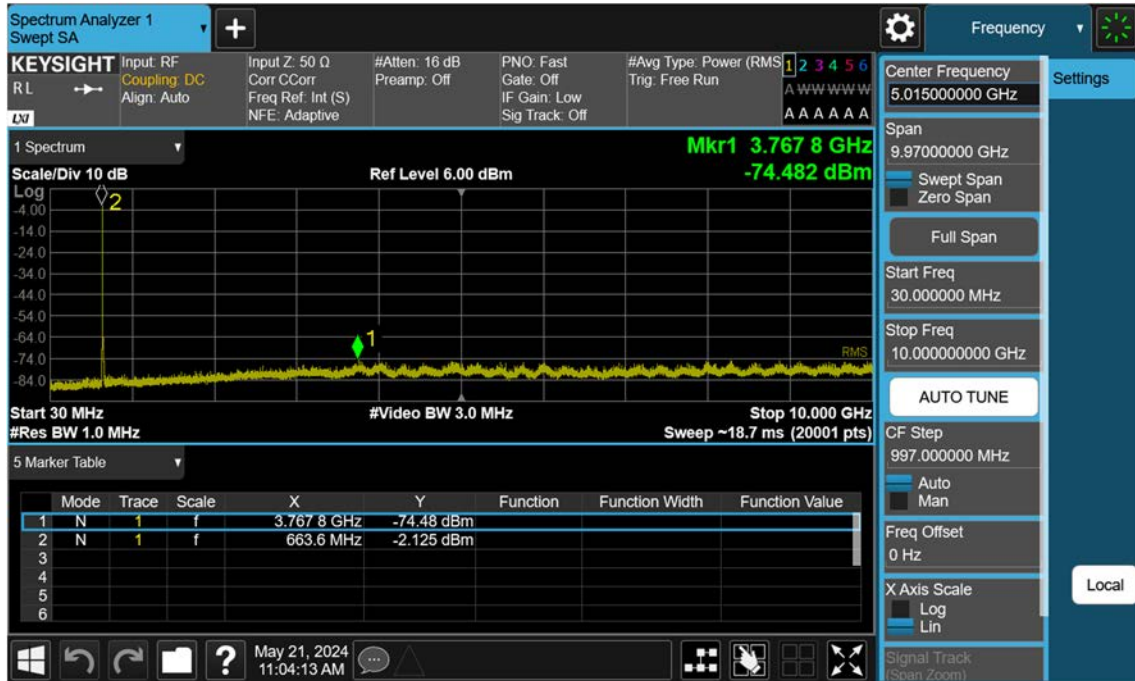 Spectrum Analyzer 1
Swept SA
+
Frequency
KEYSIGHT
R L
LXI
Input: RF
Coupling: DC
Align: Auto
Input Z: 50 Ω
Corr CCorr
Freq Ref: Int (S)
NFE: Adaptive
#Atten: 16 dB
Preamp: Off
PNO: Fast
Gate: Off
IF Gain: Low
Sig Track: Off
#Avg Type: Power (RMS
Trig: Free Run
1 2 3 4 5 6
A W W W W W
A A A A A A
1 Spectrum
Scale/Div 10 dB
Ref Level 6.00 dBm
Mkr1 3.767 8 GHz
-74.482 dBm
Log
-4.00
-14.0
-24.0
-34.0
-44.0
-54.0
-64.0
-74.0
-84.0
2
1
RMS
Start 30 MHz
#Video BW 3.0 MHz
Stop 10.000 GHz
#Res BW 1.0 MHz
Sweep ~18.7 ms (20001 pts)
5 Marker Table
Mode Trace Scale X Y Function Function Width Function Value
1 N 1 f 3.767 8 GHz -74.48 dBm
2 N 1 f 663.6 MHz -2.125 dBm
3
4
5
6
?
May 21, 2024
11:04:13 AM
Center Frequency
5.015000000 GHz
Settings
Span
9.97000000 GHz
Swept Span
Zero Span
Full Span
Start Freq
30.000000 MHz
Stop Freq
10.000000000 GHz
AUTO TUNE
CF Step
997.000000 MHz
Auto
Man
Freq Offset
0 Hz
X Axis Scale
Log
Lin
Local
Signal Track
(Span Zoom)